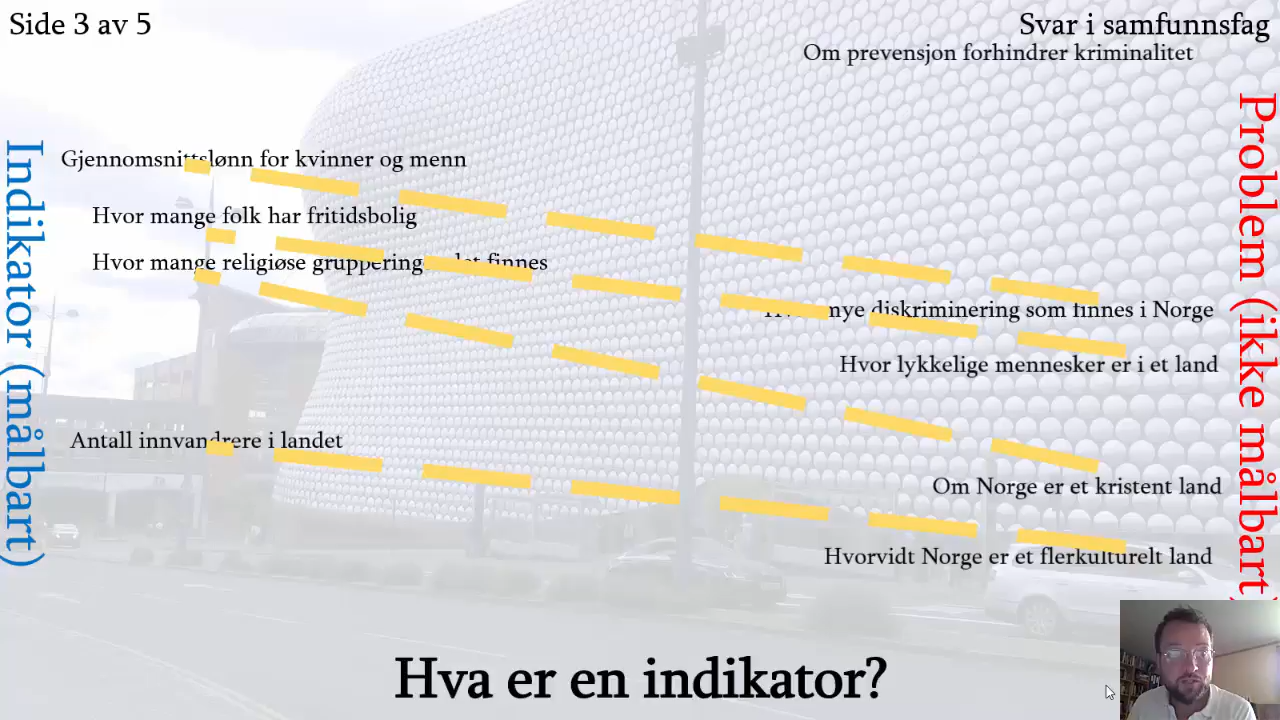 Side 3 av 5
Svar i samfunnsfag
Om prevensjon forhindrer kriminalitet
Indikator (målbart)
Problem (ikke målbart)
Gjennomsnittslønn for kvinner og menn
Hvor mange folk har fritidsbolig
Hvor mange religiøse grupperinger det finnes
mye diskriminering som finnes i Norge
Hvor lykkelige mennesker er i et land
Antall innvandrere i landet
Om Norge er et kristent land
Hvorvidt Norge er et flerkulturelt land
Hva er en indikator?